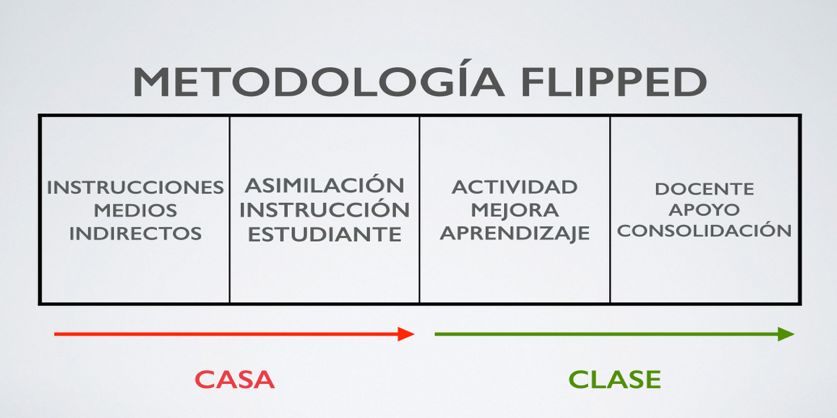 METODOLOGÍA FLIPPED
INSTRUCCIONES
MEDIOS
INDIRECTOS
ASIMILACIÓN
INSTRUCCIÓN
ESTUDIANTE
ACTIVIDAD
MEJORA
APRENDIZAJE
DOCENTE
APOYO
CONSOLIDACIÓN
CASA
CLASE